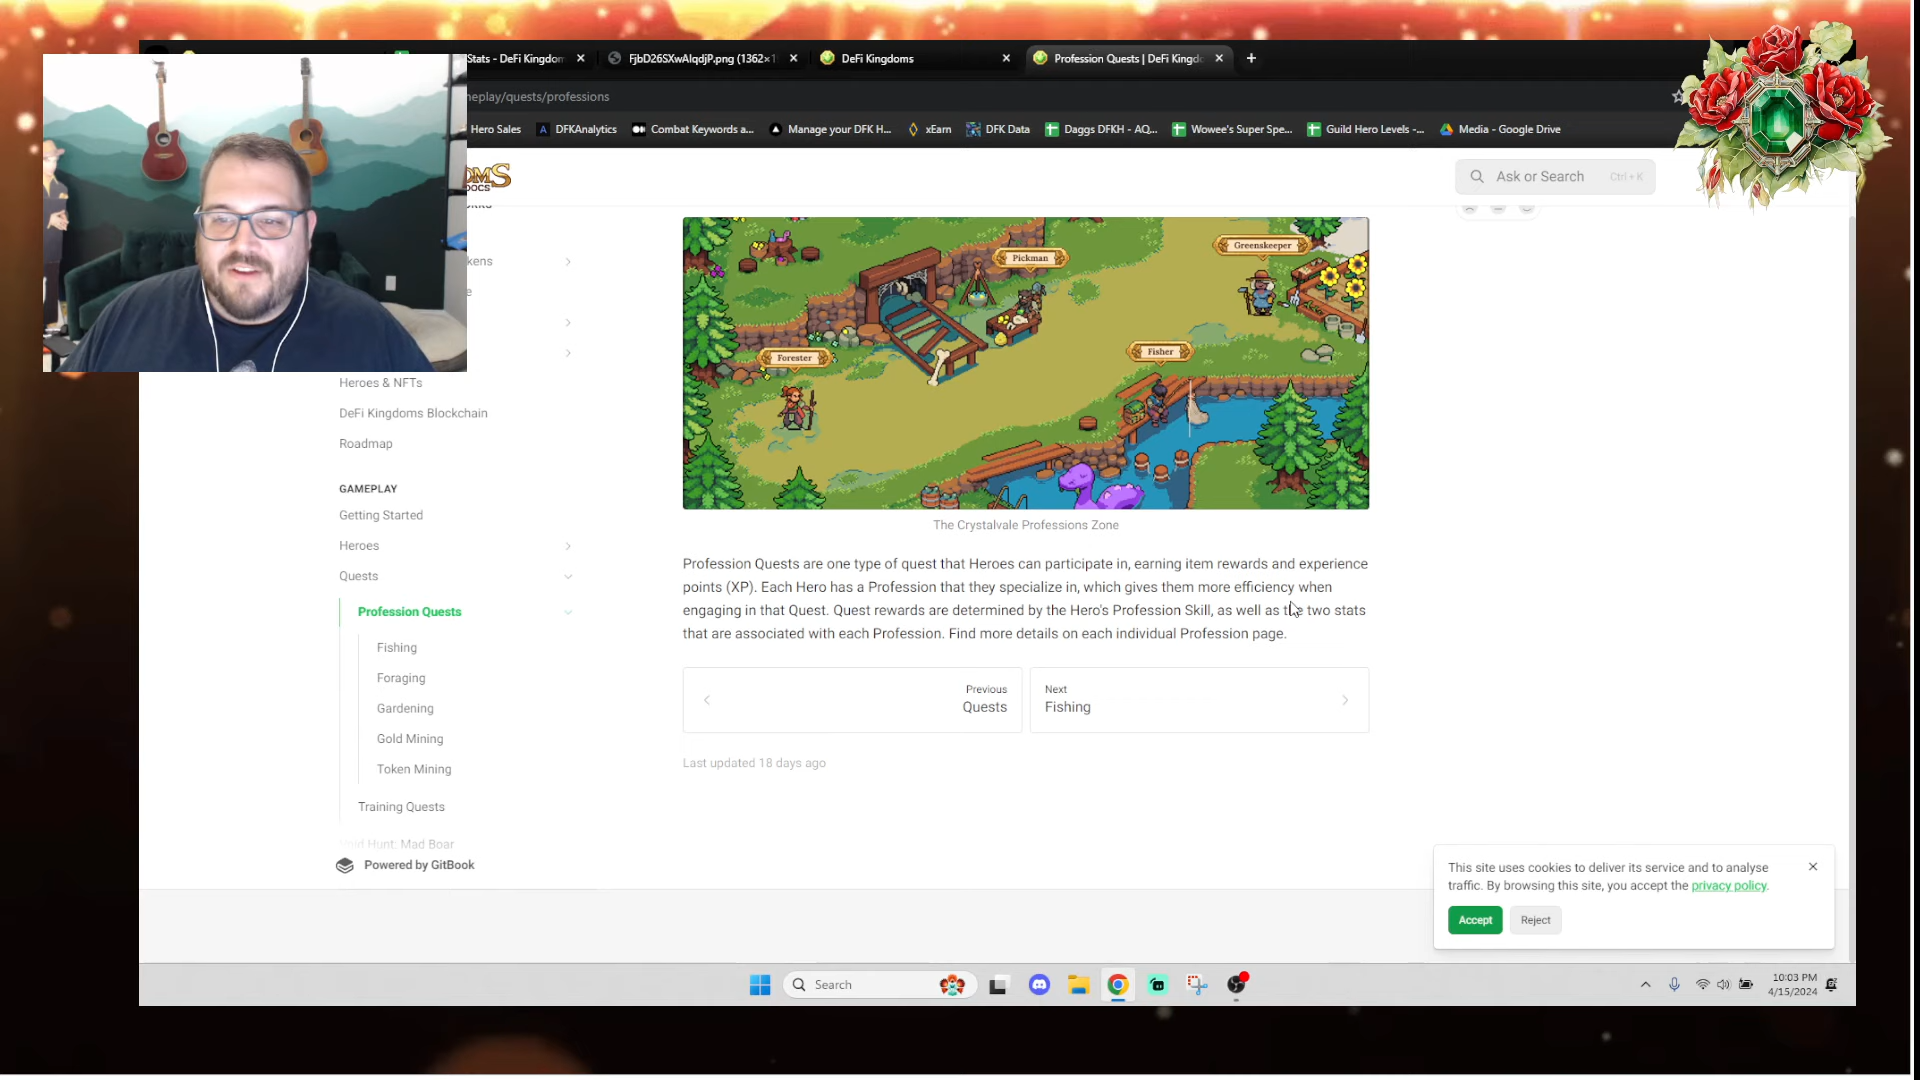 Stats - DeFi Kingdom
FjbD26SXwAIqdjP.png (1362×1
DeFi Kingdoms
Profession Quests | DeFi Kingdo
eplay/quests/professions
Hero Sales
DFKAnalytics
Combat Keywords a...
Manage your DFK H...
xEarn
DFK Data
Daggs DFKH - AQ...
Wowee's Super Spe...
Guild Hero Levels -...
Media - Google Drive
OMS
DOCS
Ask or Search
Ctrl + K
kens
e
Heroes & NFTs
DeFi Kingdoms Blockchain
Roadmap
GAMEPLAY
Getting Started
Heroes
Quests
Profession Quests
Fishing
Foraging
Gardening
Gold Mining
Token Mining
Training Quests
Void Hunt: Mad Boar
Powered by GitBook
Pickman
Greenskeeper
Forester
Fisher
The Crystalvale Professions Zone
Profession Quests are one type of quest that Heroes can participate in, earning item rewards and experience
points (XP). Each Hero has a Profession that they specialize in, which gives them more efficiency when
engaging in that Quest. Quest rewards are determined by the Hero's Profession Skill, as well as the two stats
that are associated with each Profession. Find more details on each individual Profession page.
Previous
Quests
Next
Fishing
Last updated 18 days ago
This site uses cookies to deliver its service and to analyse
traffic. By browsing this site, you accept the privacy policy.
Accept
Reject
Search
10:03 PM
4/15/2024